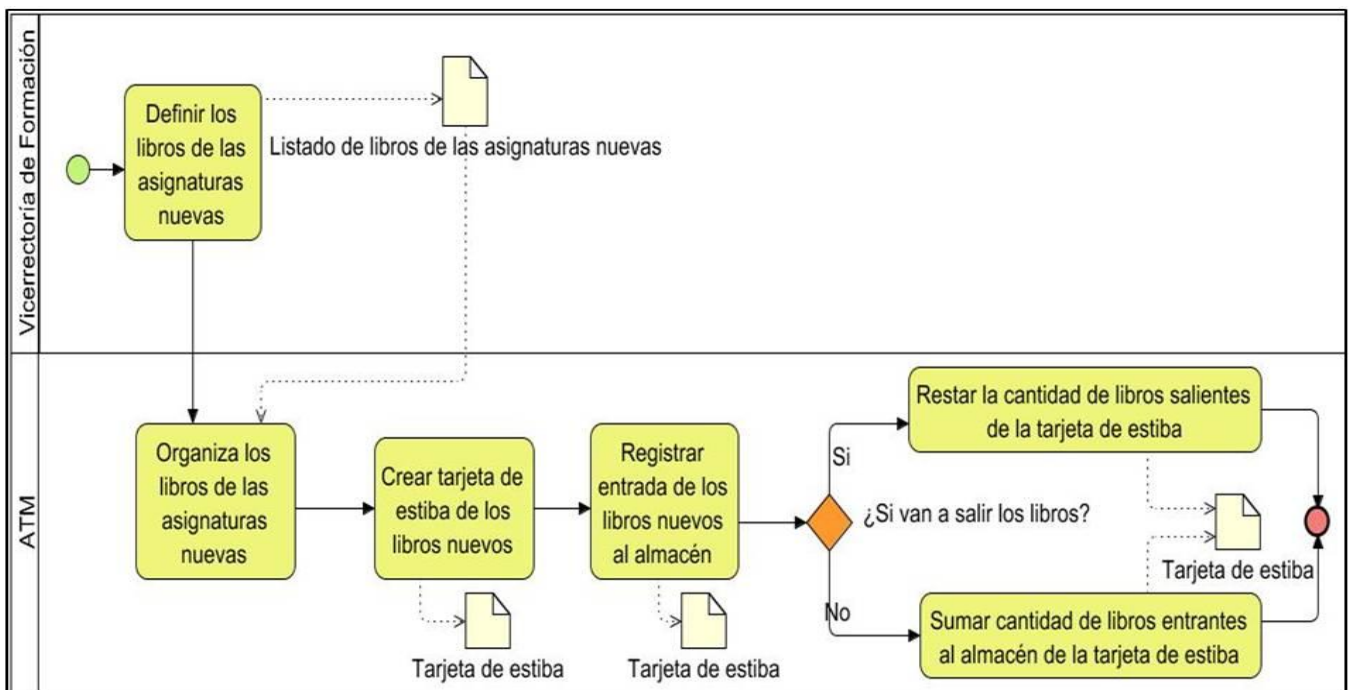 Vicerrectoría de Formación
Definir los
libros de las
asignaturas
nuevas
Listado de libros de las asignaturas nuevas
ATM
Organiza los
libros de las
asignaturas
nuevas
Crear tarjeta de
estiba de los
libros nuevos
Tarjeta de estiba
Registrar
entrada de los
libros nuevos
al almacén
Tarjeta de estiba
¿Si van a salir los libros?
Si
Restar la cantidad de libros salientes
de la tarjeta de estiba
Tarjeta de estiba
No
Sumar cantidad de libros entrantes
al almacén de la tarjeta de estiba